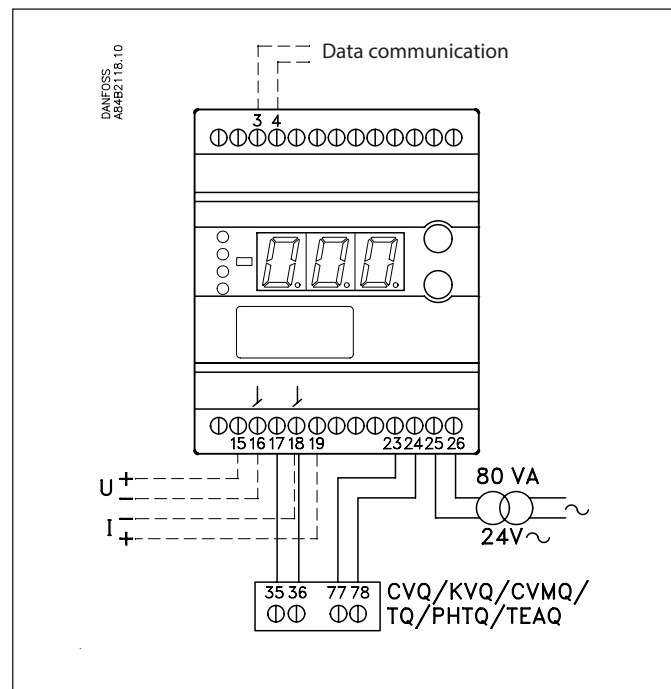 DANFOSS
A84B2118.10
Data communication
3 4
000
15 16 17 18 19 23 24 25 26
U + −
I − +
80 VA
24V~
35 36 77 78
CVQ/KVQ/CVMQ/
TQ/PHTQ/TEAQ